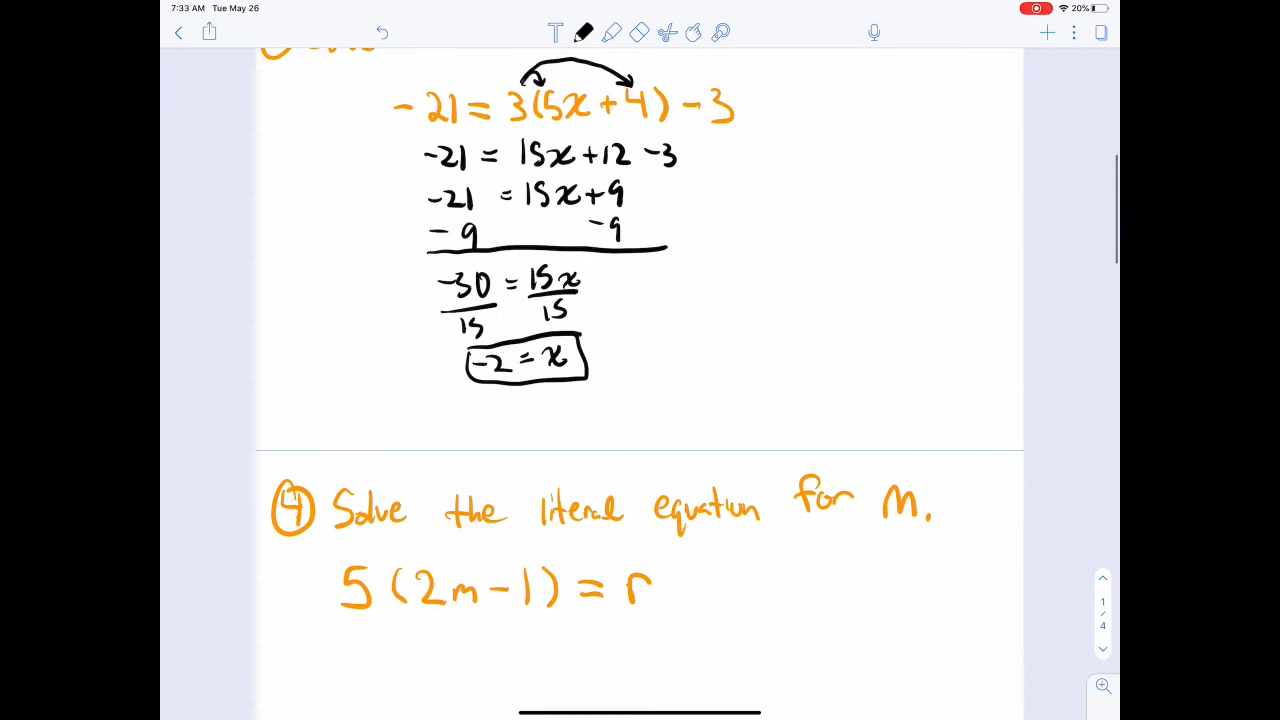 7:33 AM Tue May 26
20%
-21 = 3(5x+4) -3
-21 = 15x+12 -3
-21 = 15x+9
-9 -9
-30 = 15x
15 15
-2 = x
4 Solve the literal equation for m.
5(2m-1) = r
1
/
4